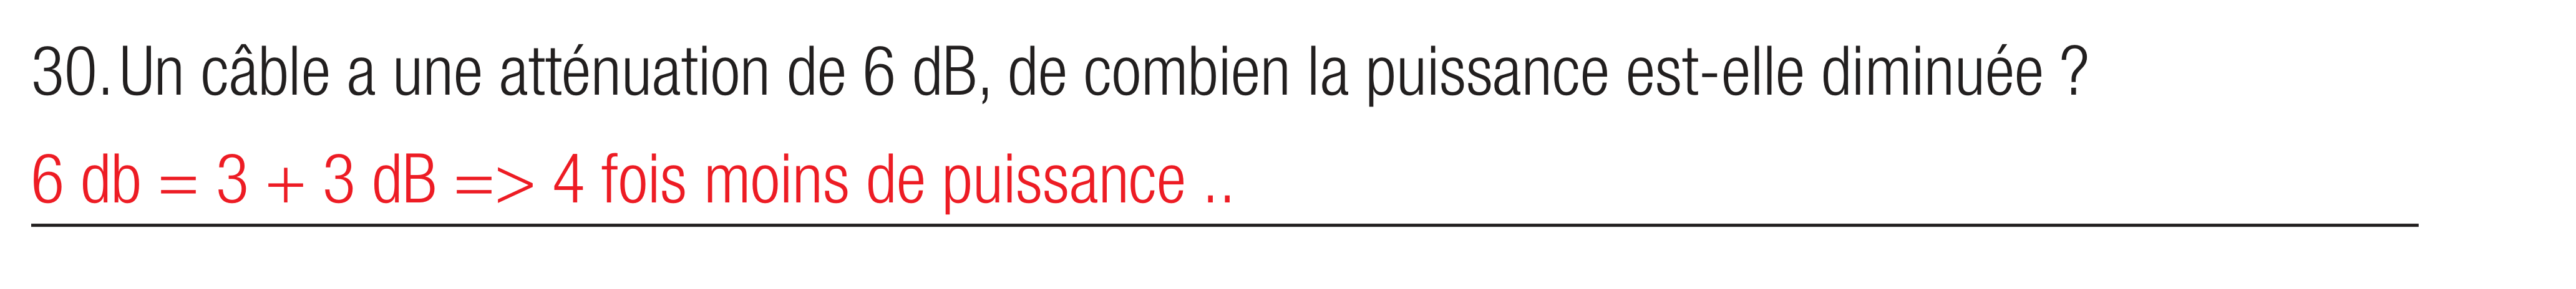 30. Un câble a une atténuation de 6 dB, de combien la puissance est-elle diminuée ?
6 db = 3 + 3 dB => 4 fois moins de puissance ..